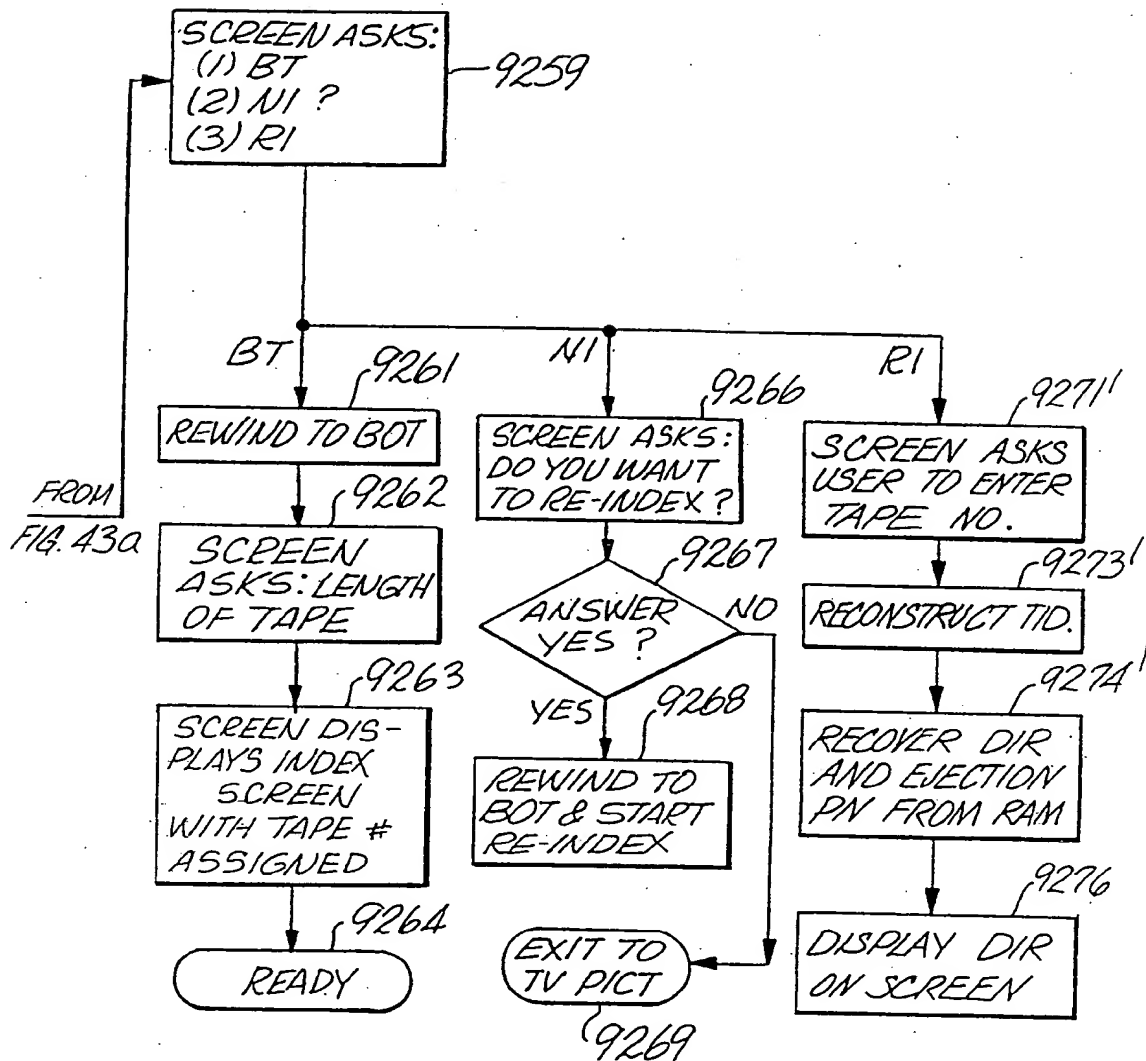 SCREEN ASKS:
(1) BT
(2) NI ?
(3) RI
9259
BT
NI
RI
9261
REWIND TO BOT
FROM
FIG. 43a
9262
SCREEN
ASKS: LENGTH
OF TAPE
9263
SCREEN DIS-
PLAYS INDEX
SCREEN
WITH TAPE #
ASSIGNED
9264
READY
9266
SCREEN ASKS:
DO YOU WANT
TO RE-INDEX ?
9267
ANSWER
YES ?
NO
YES
9268
REWIND TO
BOT & START
RE-INDEX
EXIT TO
TV PICT
9269
9271'
SCREEN ASKS
USER TO ENTER
TAPE NO.
9273'
RECONSTRUCT TID.
9274'
RECOVER DIR
AND EJECTION
PN FROM RAM
9276
DISPLAY DIR
ON SCREEN